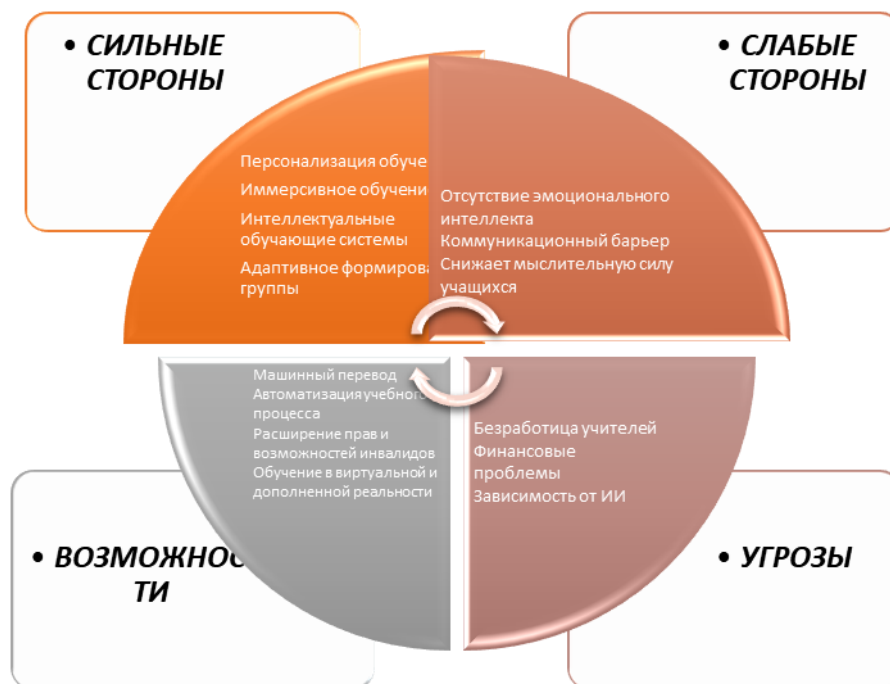 • СИЛЬНЫЕ
СТОРОНЫ
• СЛАБЫЕ
СТОРОНЫ
Персонализация обуче
Иммерсивное обучени
Интеллектуальные
обучающие системы
Адаптивное формирова
группы
Отсутствие эмоционального
интеллекта
Коммуникационный барьер
Снижает мыслительную силу
учащихся
Машинный перевод
Автоматизация учебного
процесса
Расширение прав и
возможностей инвалидов
Обучение в виртуальной и
дополненной реальности
Безработица учителей
Финансовые
проблемы
Зависимость от ИИ
• ВОЗМОЖНОС
ТИ
• УГРОЗЫ